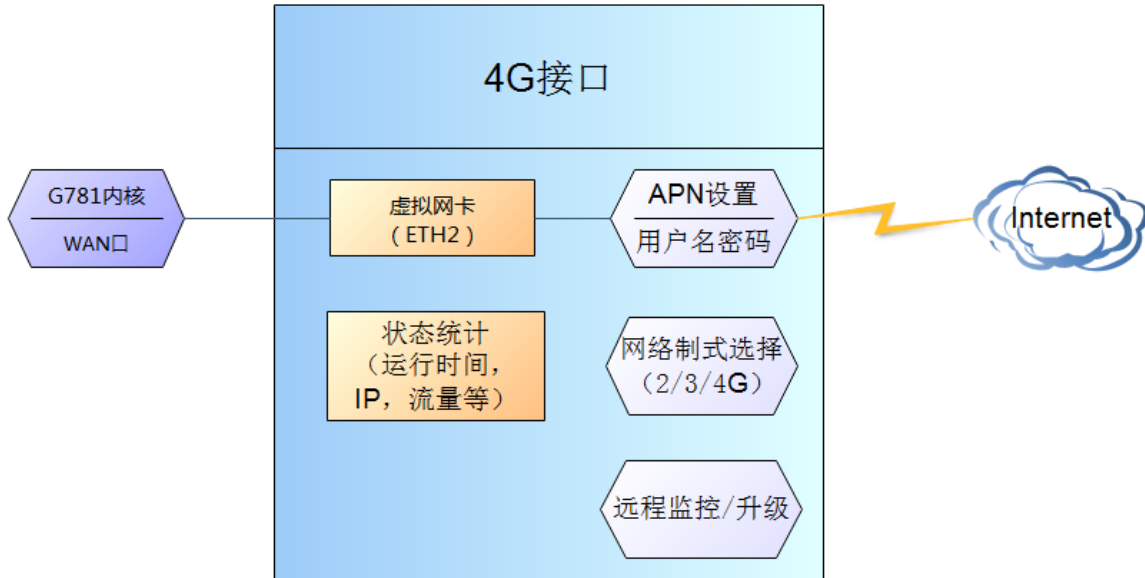 4G接口
G781内核
WAN口
虚拟网卡
（ETH2）
APN设置
用户名密码
Internet
状态统计
（运行时间，
IP，流量等）
网络制式选择
（2/3/4G）
远程监控/升级